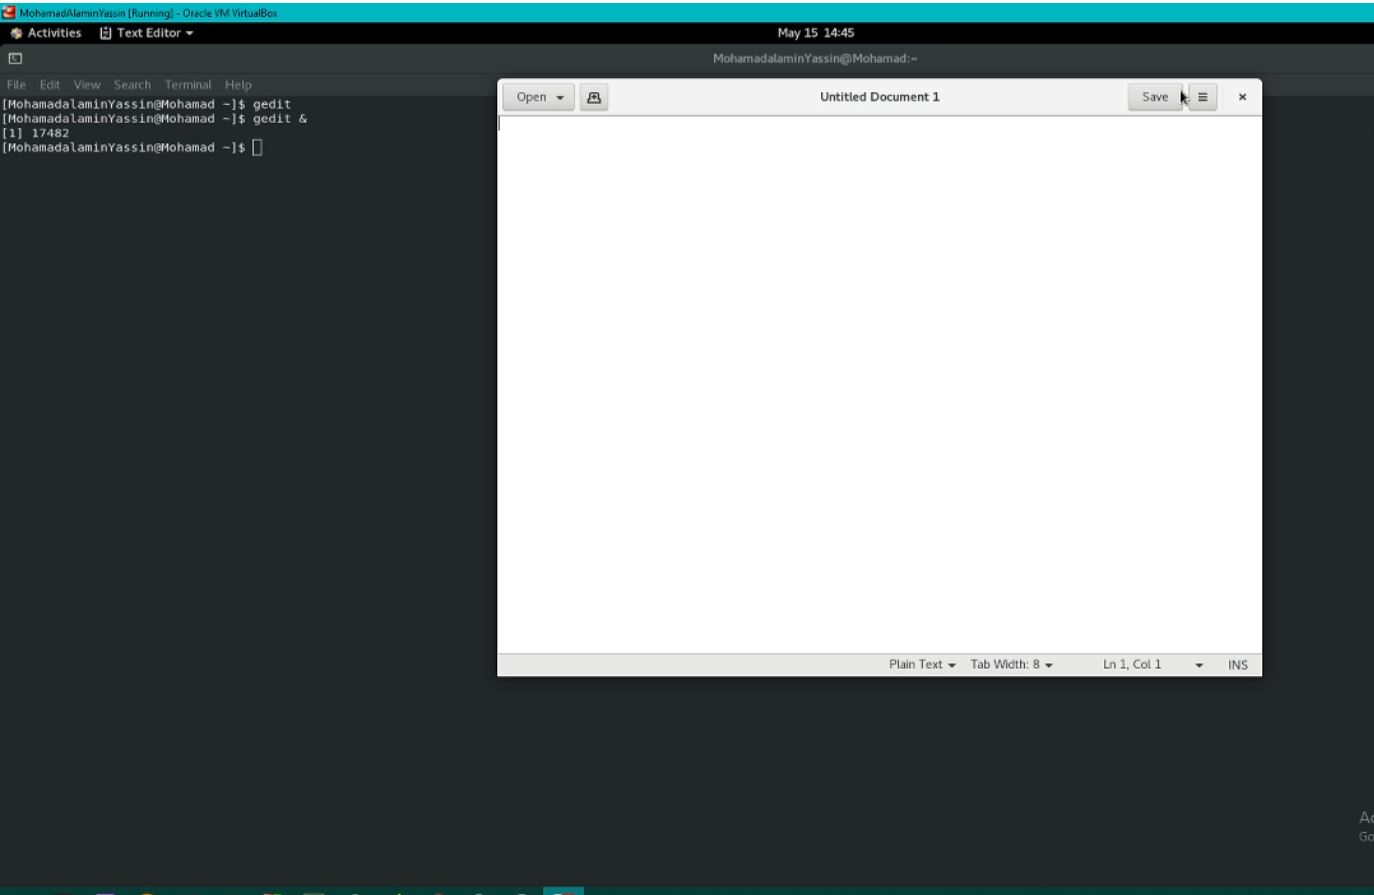 MohamadAlaminYassin [Running] - Oracle VM VirtualBox
Activities Text Editor May 15 14:45
MohamadalaminYassin@Mohamad:~
File Edit View Search Terminal Help
[MohamadalaminYassin@Mohamad ~]$ gedit
[MohamadalaminYassin@Mohamad ~]$ gedit &
[1] 17482
[MohamadalaminYassin@Mohamad ~]$
Open Untitled Document 1 Save
Plain Text Tab Width: 8 Ln 1, Col 1 INS